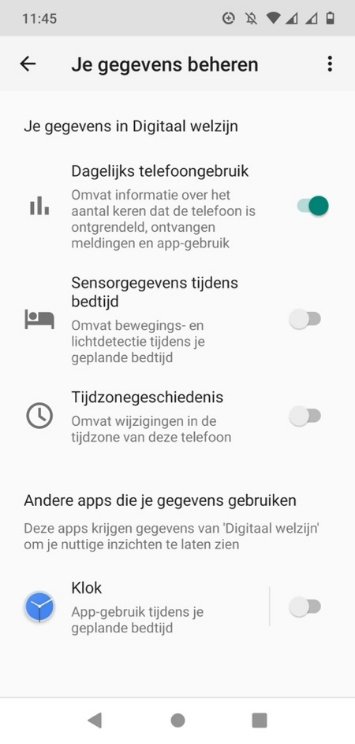 11:45
Je gegevens beheren
Je gegevens in Digitaal welzijn
Dagelijks telefoongebruik
Omvat informatie over het
aantal keren dat de telefoon is
ontgrendeld, ontvangen
meldingen en app-gebruik
Sensorgegevens tijdens
bedtijd
Omvat bewegings- en
lichtdetectie tijdens je
geplande bedtijd
Tijdzonegeschiedenis
Omvat wijzigingen in de
tijdzone van deze telefoon
Andere apps die je gegevens gebruiken
Deze apps krijgen gegevens van 'Digitaal welzijn'
om je nuttige inzichten te laten zien
Klok
App-gebruik tijdens je
geplande bedtijd